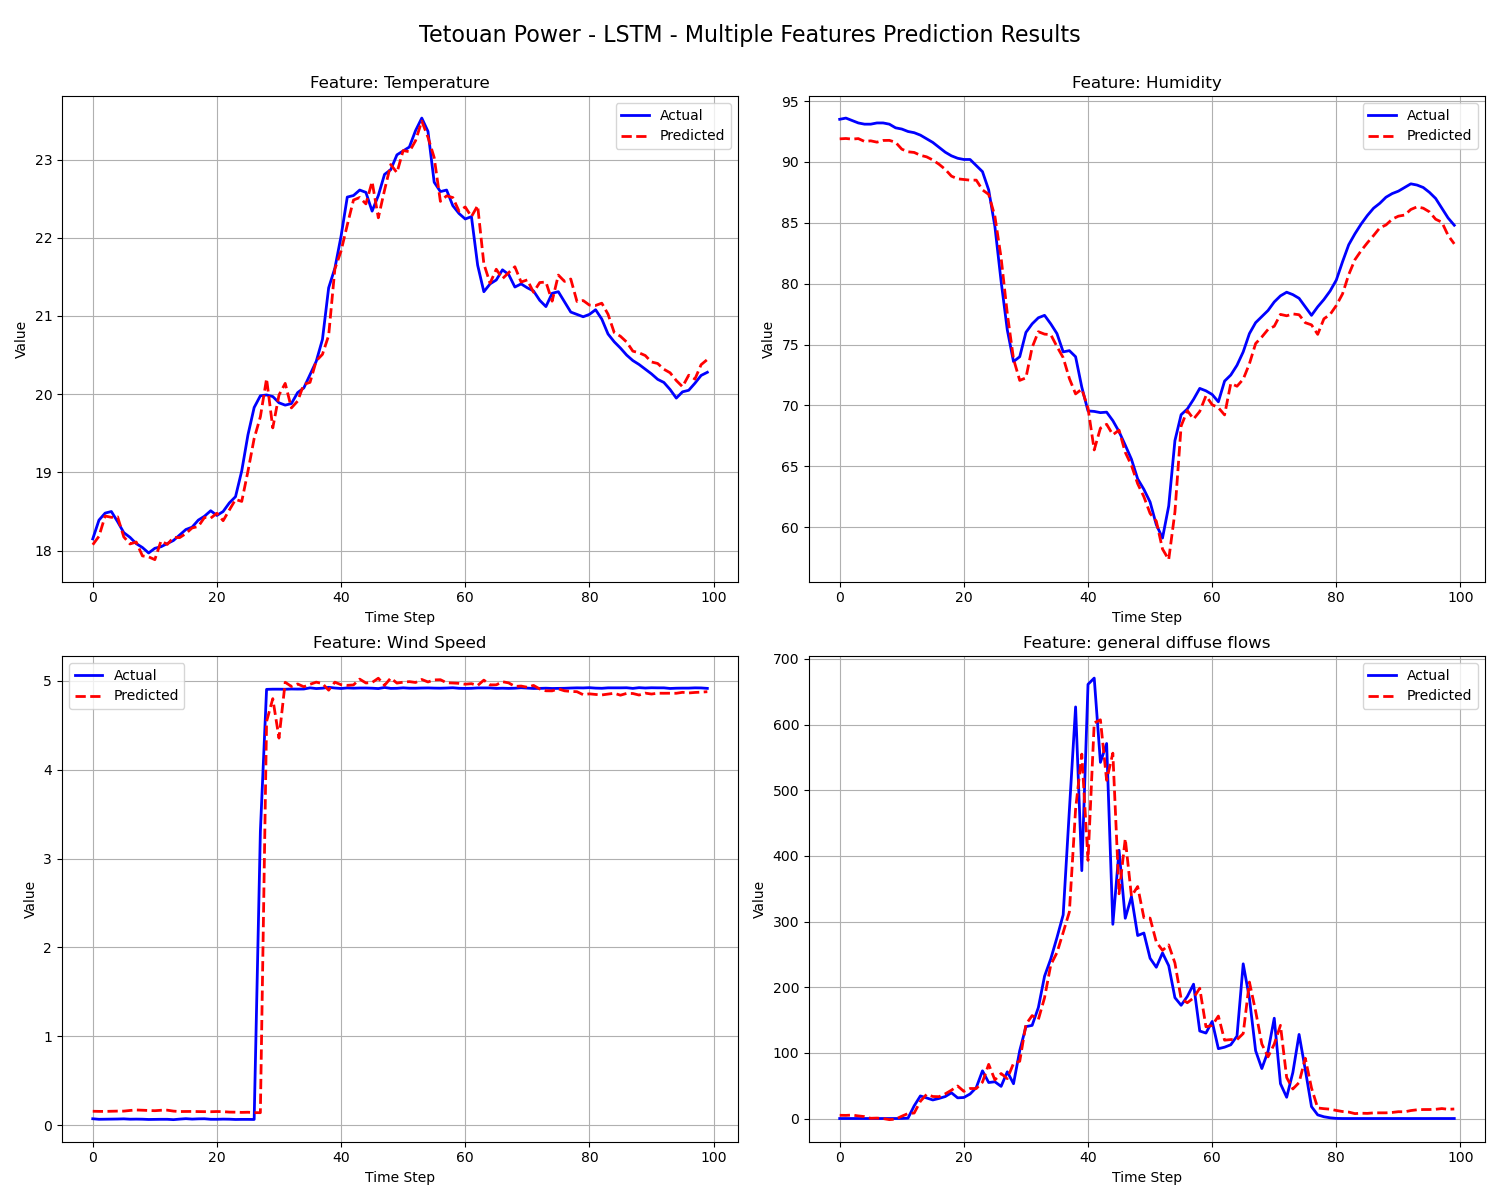 Tetouan Power - LSTM - Multiple Features Prediction Results
Feature: Temperature
Actual
Predicted
Value
23
22
21
20
19
18
0 20 40 60 80 100
Time Step
Feature: Humidity
Actual
Predicted
Value
95
90
85
80
75
70
65
60
0 20 40 60 80 100
Time Step
Feature: Wind Speed
Actual
Predicted
Value
5
4
3
2
1
0
0 20 40 60 80 100
Time Step
Feature: general diffuse flows
Actual
Predicted
Value
700
600
500
400
300
200
100
0
0 20 40 60 80 100
Time Step